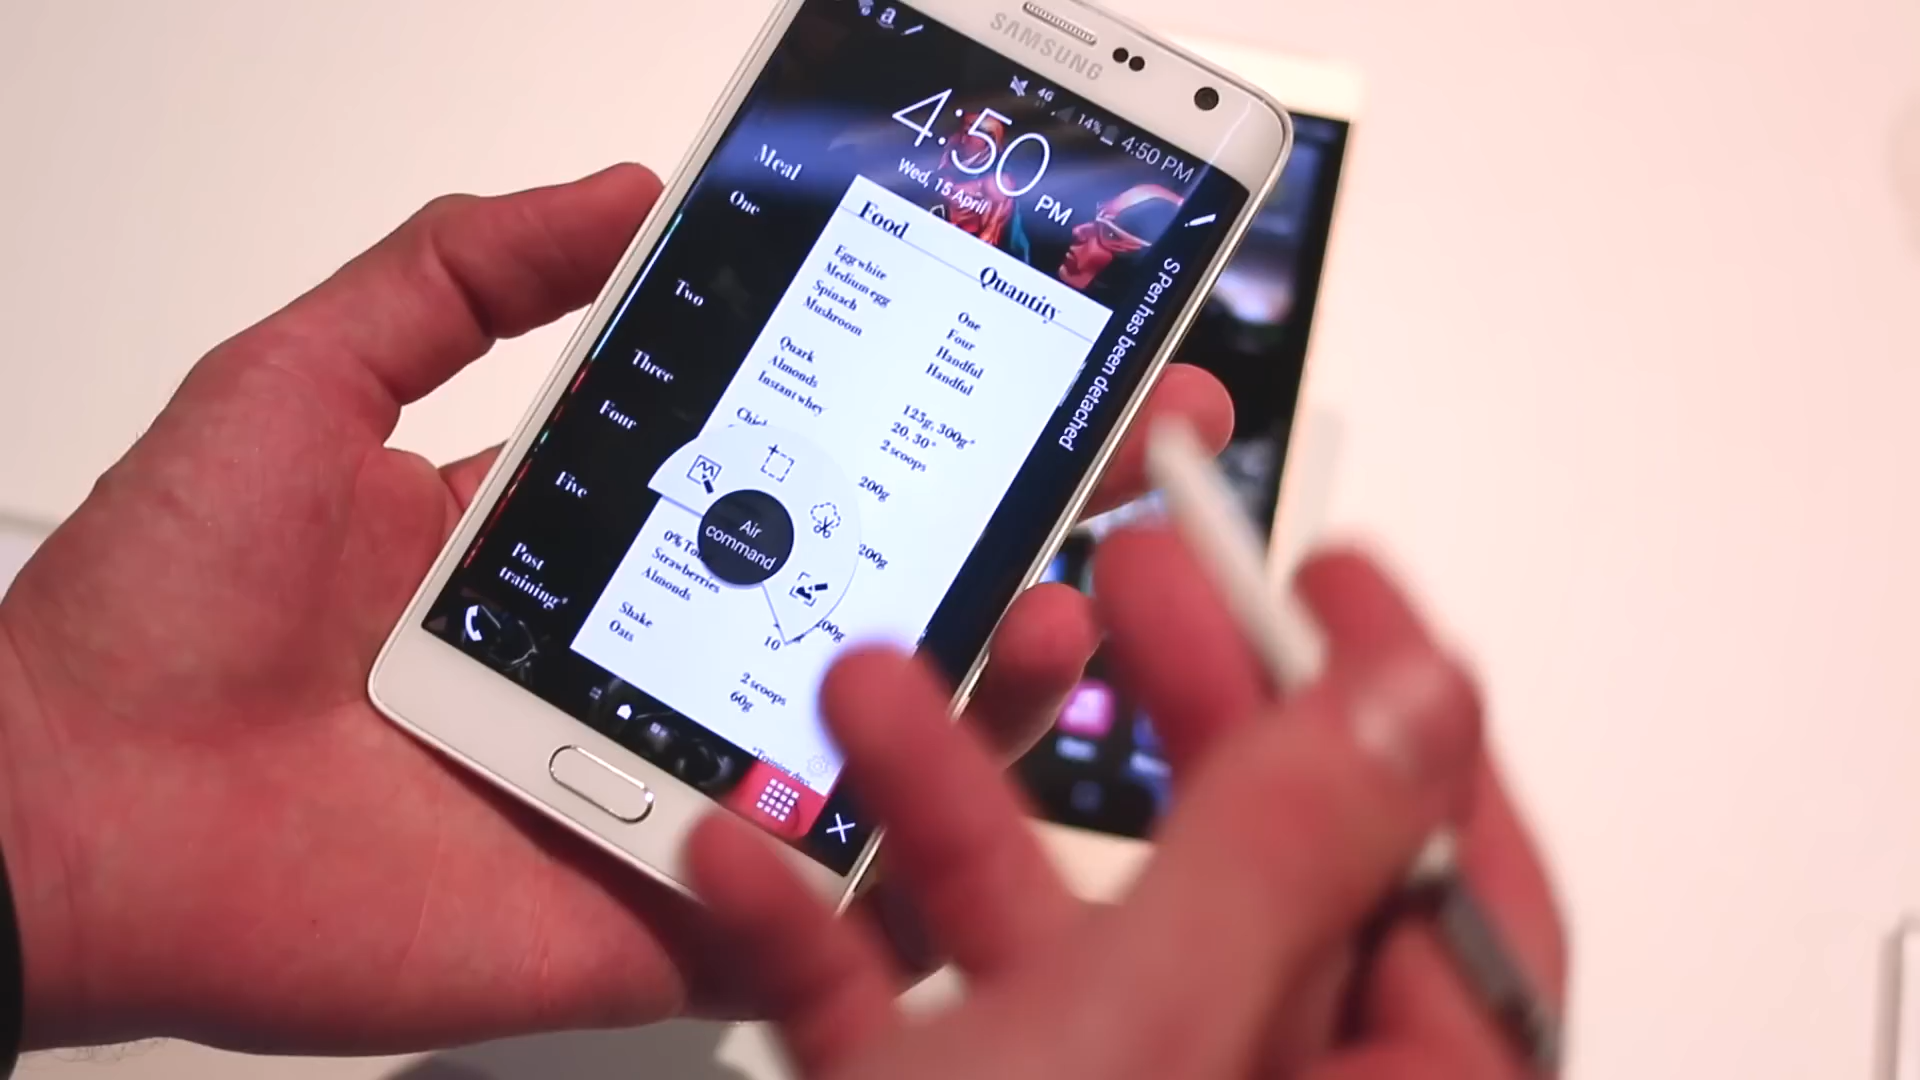 SAMSUNG
a
4G
14%
4:50 PM
4:50 PM
Wed, 15 April
S Pen has been detached
Meal
Food
Quantity
One
Egg white
One
Medium egg
Four
Spinach
Handful
Mushroom
Handful
Two
Quark
125g, 300g*
Almonds
20, 30*
Instant whey
2 scoops
Three
200g
Four
200g
Five
0%
Strawberries
Almonds
10
Post
training*
Shake
2 scoops
Oats
60g
Air
command